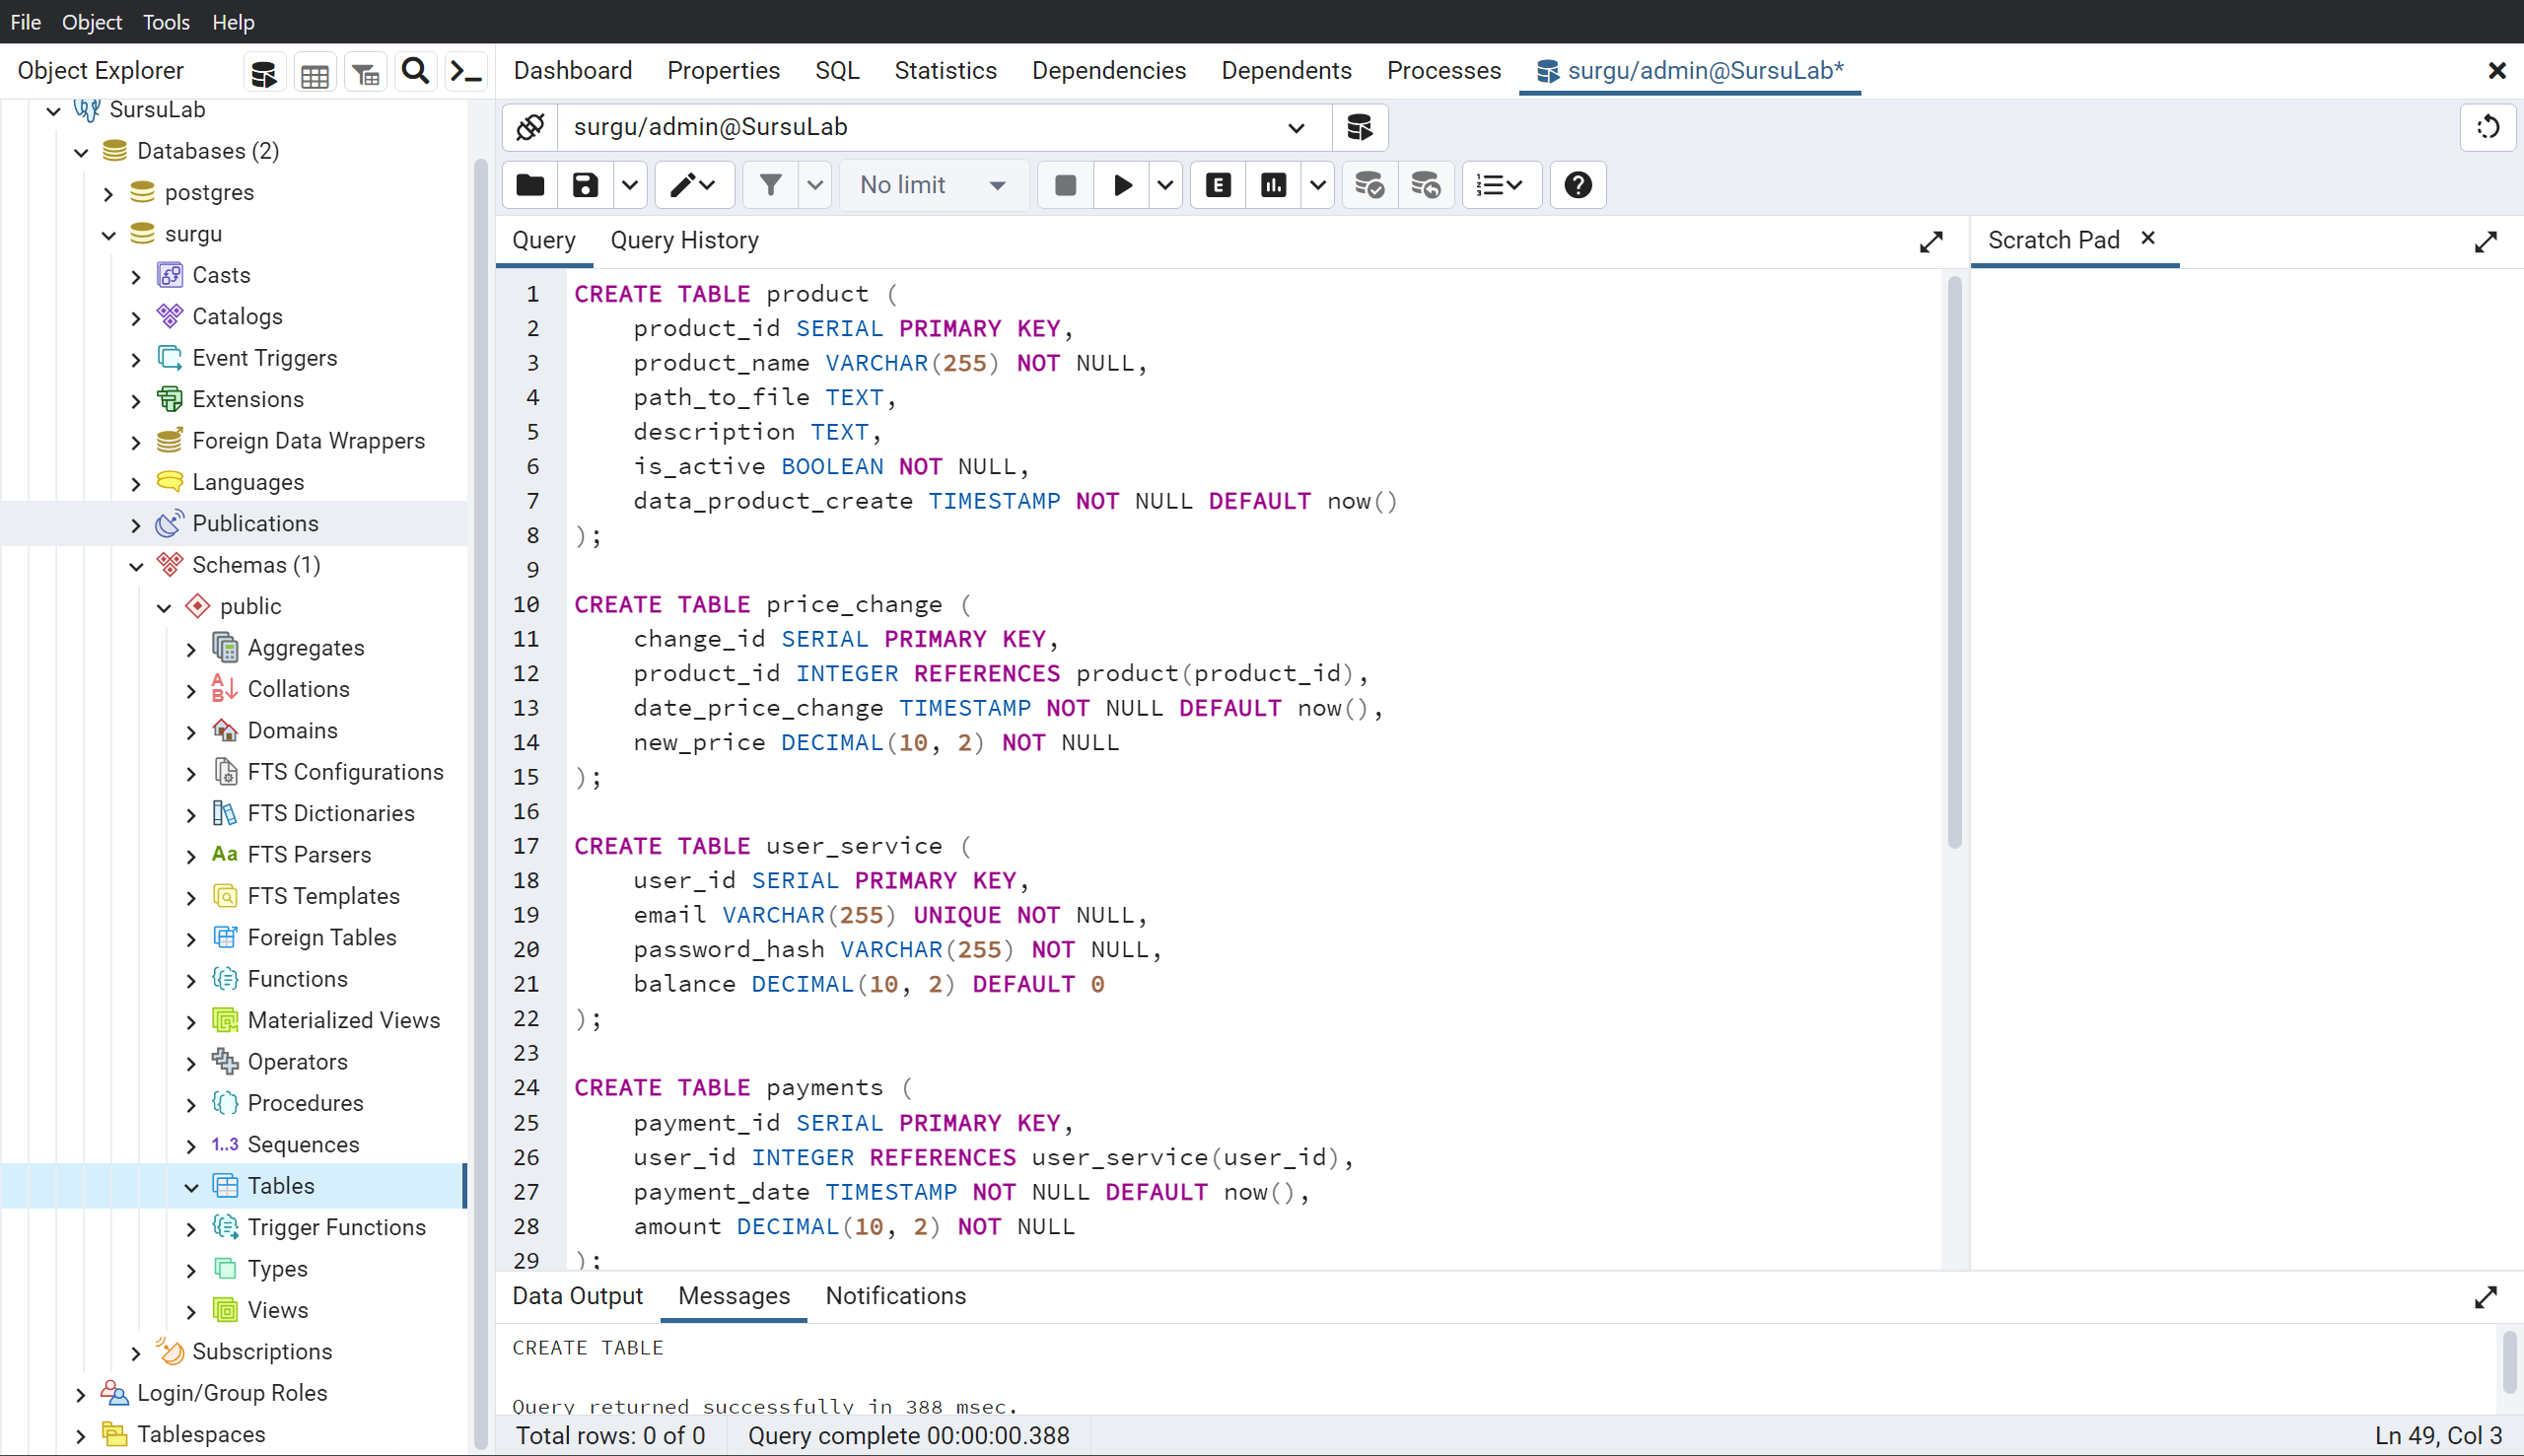 File Object Tools Help
Object Explorer
Dashboard Properties SQL Statistics Dependencies Dependents Processes surgu/admin@SursuLab*
SursuLab
Databases (2)
postgres
surgu
Casts
Catalogs
Event Triggers
Extensions
Foreign Data Wrappers
Languages
Publications
Schemas (1)
public
Aggregates
Collations
Domains
FTS Configurations
FTS Dictionaries
Aa FTS Parsers
FTS Templates
Foreign Tables
Functions
Materialized Views
Operators
Procedures
1..3 Sequences
Tables
Trigger Functions
Types
Views
Subscriptions
Login/Group Roles
Tablespaces
surgu/admin@SursuLab
No limit
E
Query Query History
Scratch Pad
1 CREATE TABLE product (
2 product_id SERIAL PRIMARY KEY,
3 product_name VARCHAR(255) NOT NULL,
4 path_to_file TEXT,
5 description TEXT,
6 is_active BOOLEAN NOT NULL,
7 data_product_create TIMESTAMP NOT NULL DEFAULT now()
8 );
9
10 CREATE TABLE price_change (
11 change_id SERIAL PRIMARY KEY,
12 product_id INTEGER REFERENCES product(product_id),
13 date_price_change TIMESTAMP NOT NULL DEFAULT now(),
14 new_price DECIMAL(10, 2) NOT NULL
15 );
16
17 CREATE TABLE user_service (
18 user_id SERIAL PRIMARY KEY,
19 email VARCHAR(255) UNIQUE NOT NULL,
20 password_hash VARCHAR(255) NOT NULL,
21 balance DECIMAL(10, 2) DEFAULT 0
22 );
23
24 CREATE TABLE payments (
25 payment_id SERIAL PRIMARY KEY,
26 user_id INTEGER REFERENCES user_service(user_id),
27 payment_date TIMESTAMP NOT NULL DEFAULT now(),
28 amount DECIMAL(10, 2) NOT NULL
29 );
Data Output Messages Notifications
CREATE TABLE
Query returned successfully in 388 msec.
Total rows: 0 of 0 Query complete 00:00:00.388 Ln 49, Col 3